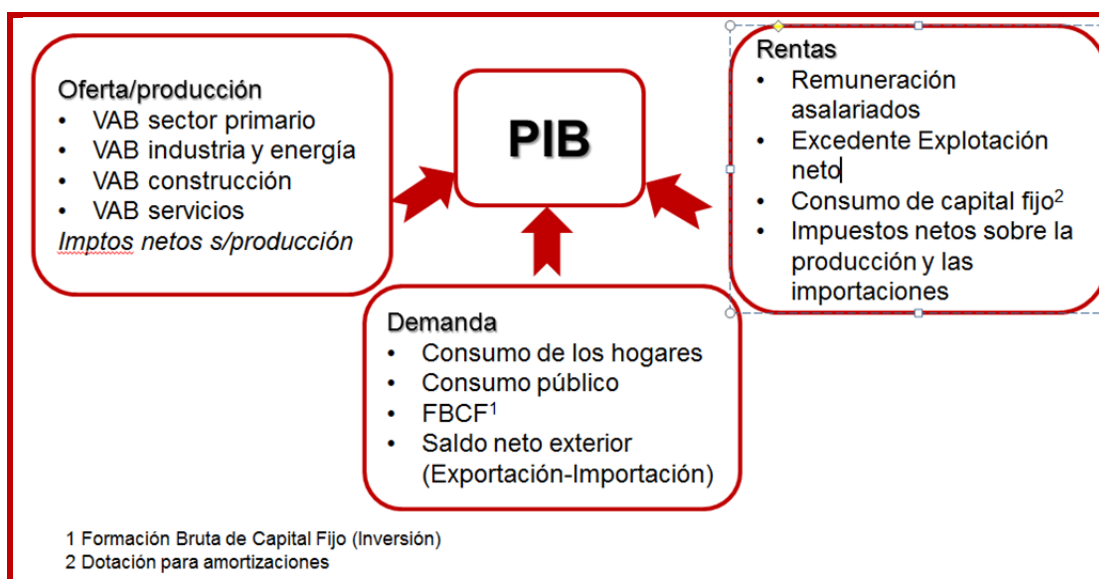 Oferta/producción
• VAB sector primario
• VAB industria y energía
• VAB construcción
• VAB servicios
Imptos netos s/producción
PIB
Rentas
• Remuneración
asalariados
• Excedente Explotación
neto
• Consumo de capital fijo²
• Impuestos netos sobre la
producción y las
importaciones
Demanda
• Consumo de los hogares
• Consumo público
• FBCF¹
• Saldo neto exterior
(Exportación-Importación)
1 Formación Bruta de Capital Fijo (Inversión)
2 Dotación para amortizaciones